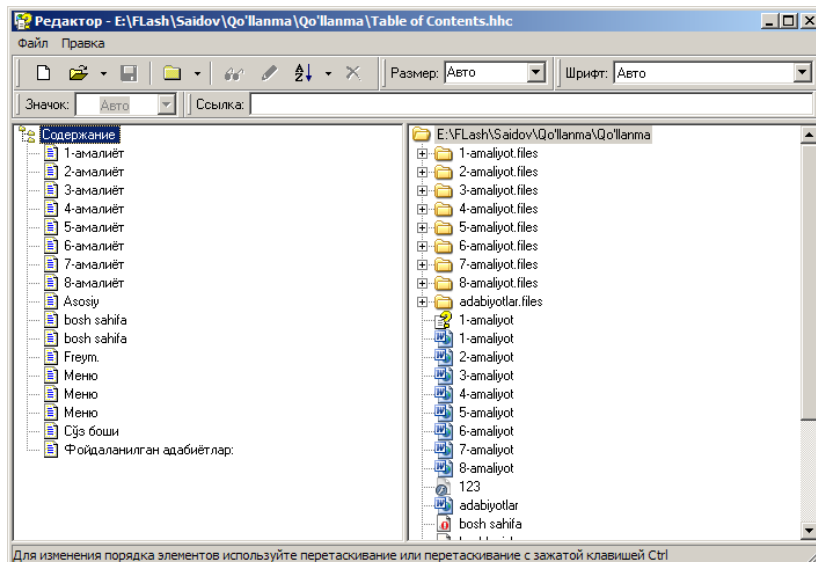 Редактор - E:\FLash\Saidov\Qo'llanma\Qo'llanma\Table of Contents.hhc
Файл Правка
Размер: Авто Шрифт: Авто
Значок: Авто Ссылка:
Содержание
1-амалиёт
2-амалиёт
3-амалиёт
4-амалиёт
5-амалиёт
6-амалиёт
7-амалиёт
8-амалиёт
Asosiy
bosh sahifa
bosh sahifa
Freym.
Меню
Меню
Меню
Сўз боши
Фойдаланилган адабиётлар:
E:\FLash\Saidov\Qo'llanma\Qo'llanma
1-amaliyot.files
2-amaliyot.files
3-amaliyot.files
4-amaliyot.files
5-amaliyot.files
6-amaliyot.files
7-amaliyot.files
8-amaliyot.files
adabiyotlar.files
1-amaliyot
1-amaliyot
2-amaliyot
3-amaliyot
4-amaliyot
5-amaliyot
6-amaliyot
7-amaliyot
8-amaliyot
123
adabiyotlar
bosh sahifa
Для изменения порядка элементов используйте перетаскивание или перетаскивание с зажатой клавишей Ctrl